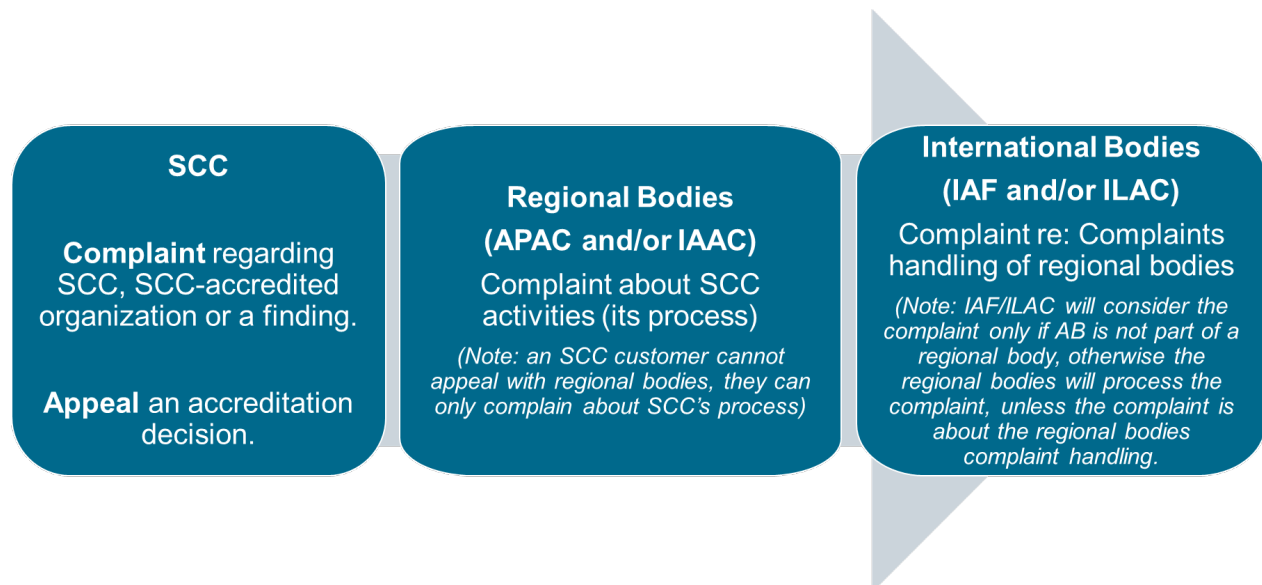 SCC
Complaint regarding
SCC, SCC-accredited
organization or a finding.
Appeal an accreditation
decision.
Regional Bodies
(APAC and/or IAAC)
Complaint about SCC
activities (its process)
(Note: an SCC customer cannot
appeal with regional bodies, they can
only complain about SCC's process)
International Bodies
(IAF and/or ILAC)
Complaint re: Complaints
handling of regional bodies
(Note: IAF/ILAC will consider the
complaint only if AB is not part of a
regional body, otherwise the
regional bodies will process the
complaint, unless the complaint is
about the regional bodies
complaint handling.